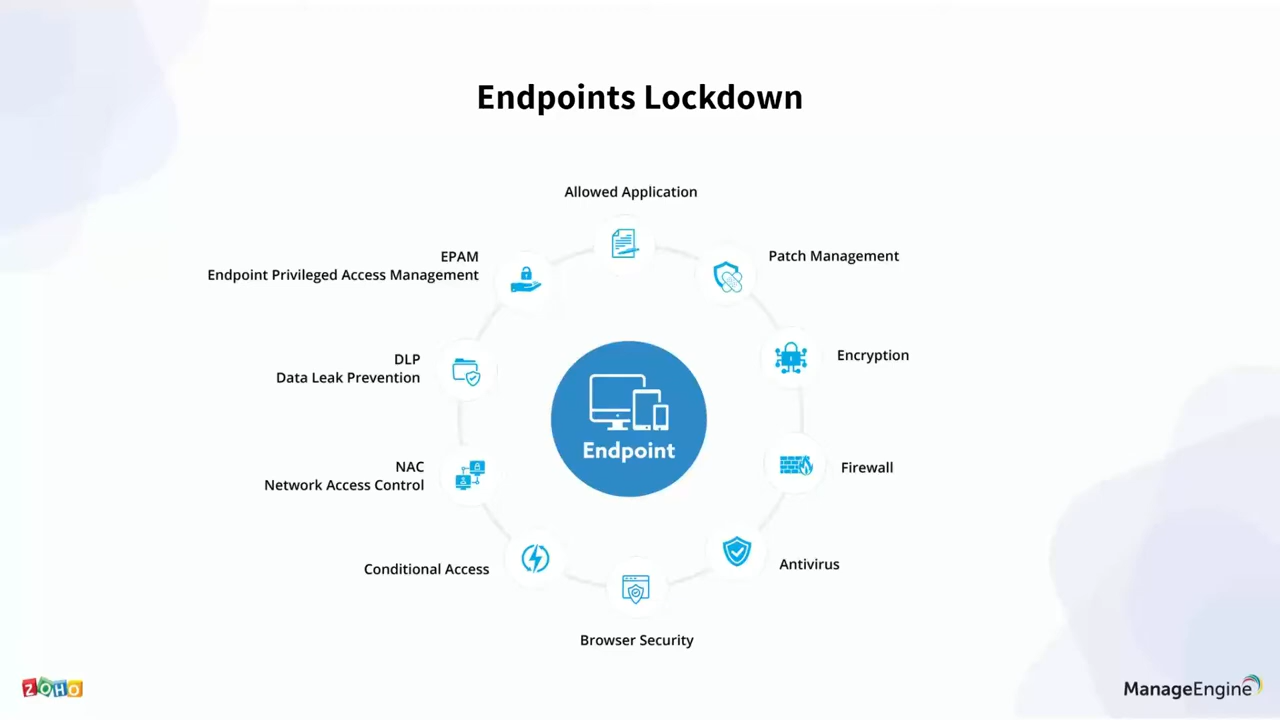 Endpoints Lockdown
Allowed Application
EPAM
Endpoint Privileged Access Management
Patch Management
DLP
Data Leak Prevention
Encryption
Endpoint
NAC
Network Access Control
Firewall
Conditional Access
Antivirus
Browser Security
ZOHO
ManageEngine